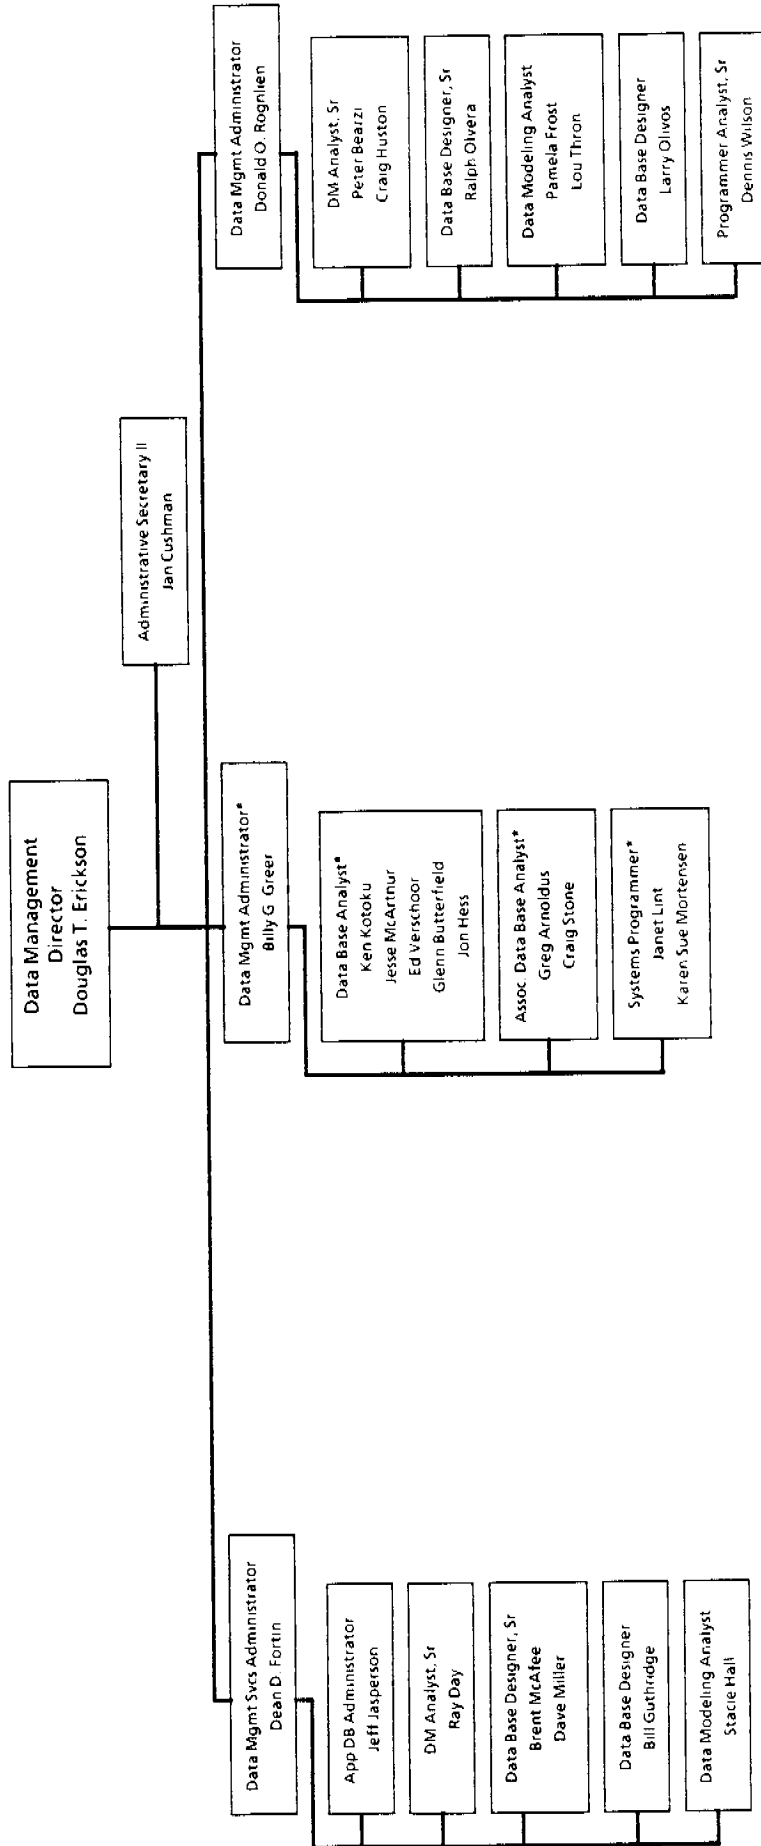 Data Management
Director
Douglas T. Erickson
Administrative Secretary II
Jan Cushman
Data Mgmt Svcs Administrator
Dean D. Fortin
App DB Administrator
Jeff Jasperson
DM Analyst, Sr
Ray Day
Data Base Designer, Sr
Brent McAfee
Dave Miller
Data Base Designer
Bill Guthridge
Data Modeling Analyst
Stacie Hall
Data Mgmt Administrator*
Billy G Greer
Data Base Analyst*
Ken Kotoku
Jesse McArtnur
Ed Verschoor
Glenn Butterfield
Jon Hess
Assoc. Data Base Analyst*
Greg Arnoldus
Craig Stone
Systems Programmer*
Janet Lint
Karen Sue Mortensen
Data Mgmt Administrator
Donald O. Rognlien
DM Analyst, Sr
Peter Bearzi
Craig Huston
Data Base Designer, Sr
Ralph Olvera
Data Modeling Analyst
Pamela Frost
Lou Thron
Data Base Designer
Larry Olivos
Programmer Analyst, Sr
Dennis Wilson